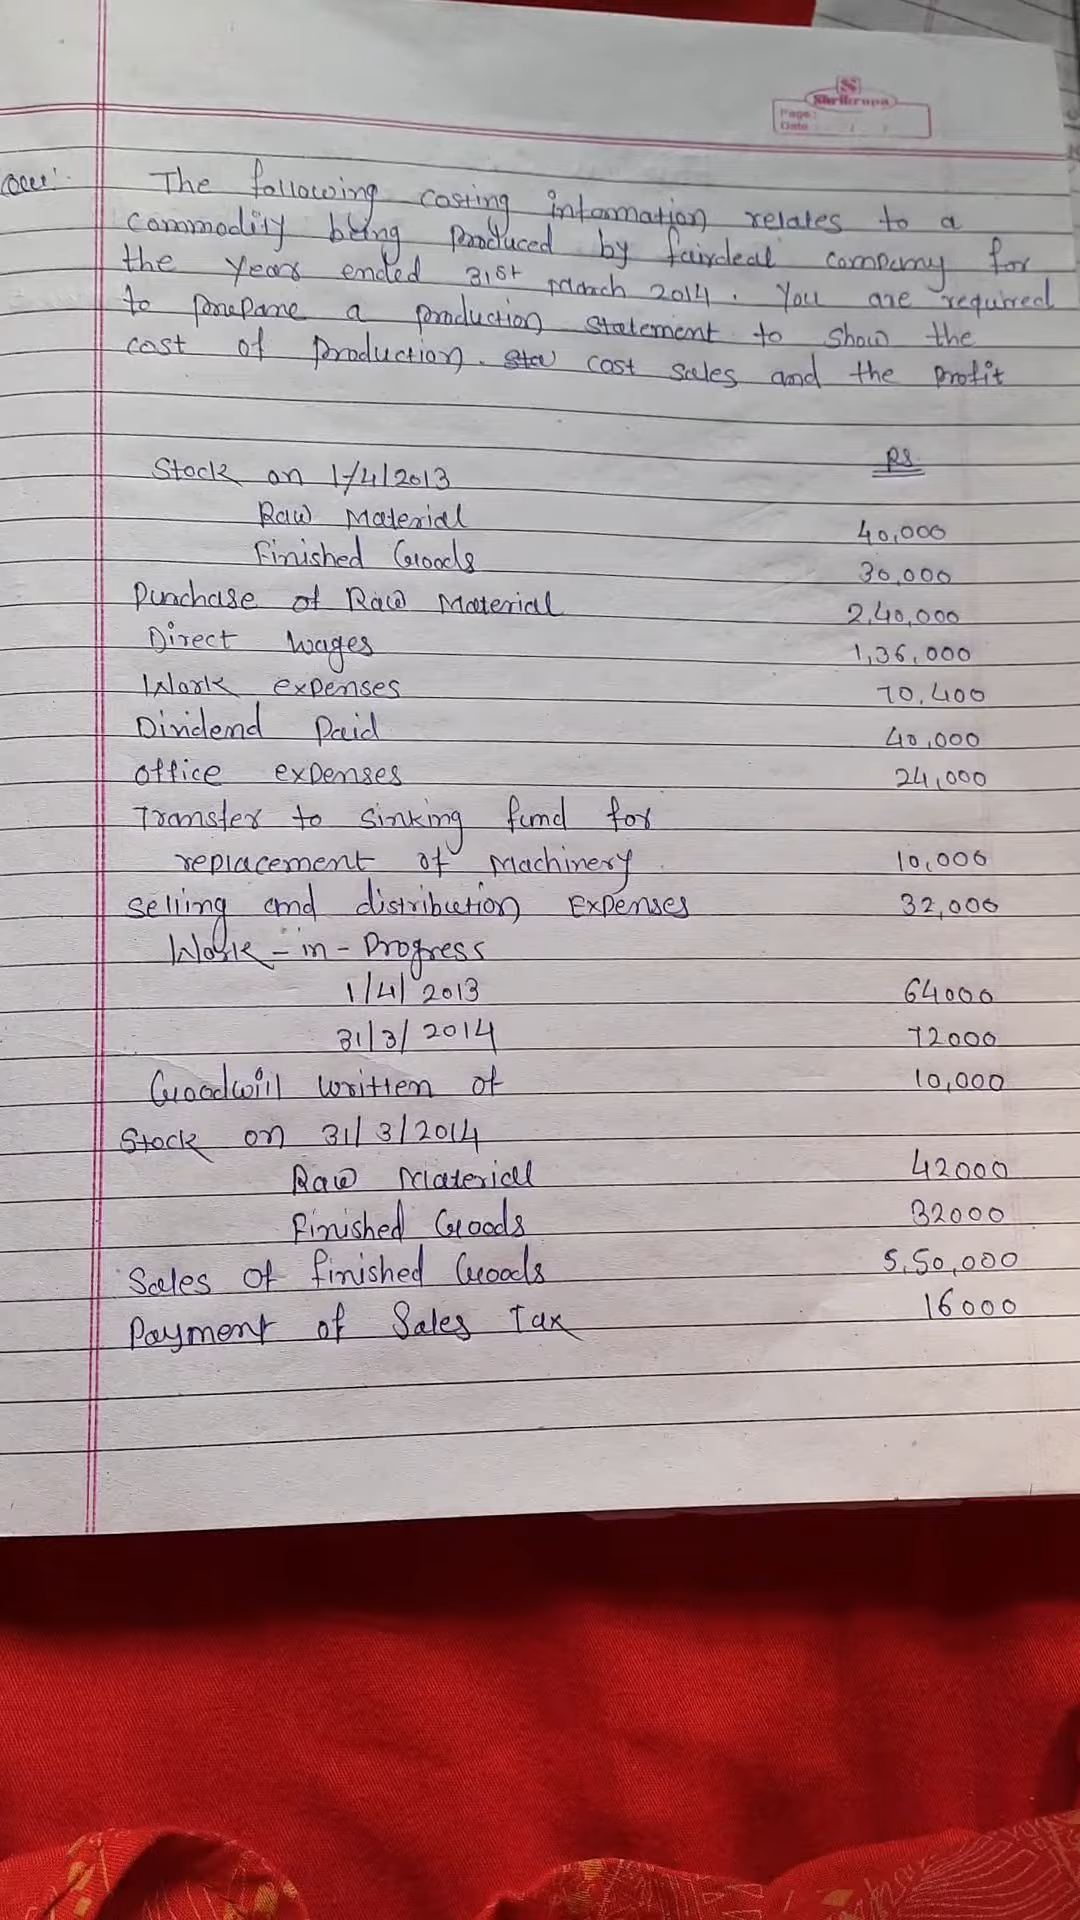 Shrikrupa
Page:
Date
Que:
The following costing information relates to a
commodity being produced by fairdeal company for
the year ended 31st March 2014. You are required
to prepare a production statement to show the
cost of production. cost sales and the profit
RS.
Stock on 1/4/2013
Raw Material 40,000
Finished Goods 30,000
Purchase of Raw Material 2,40,000
Direct wages 1,36,000
Work expenses 70,400
Dividend Paid 40,000
office expenses 24,000
Transfer to sinking fund for
replacement of Machinery 10,000
selling and distribution Expenses 32,000
Work-in-Progress
1/4/2013 64000
31/3/2014 72000
Goodwill written of 10,000
Stock on 31/3/2014
Raw Material 42000
Finished Goods 32000
Sales of finished Goods 5,50,000
Payment of Sales Tax 16000